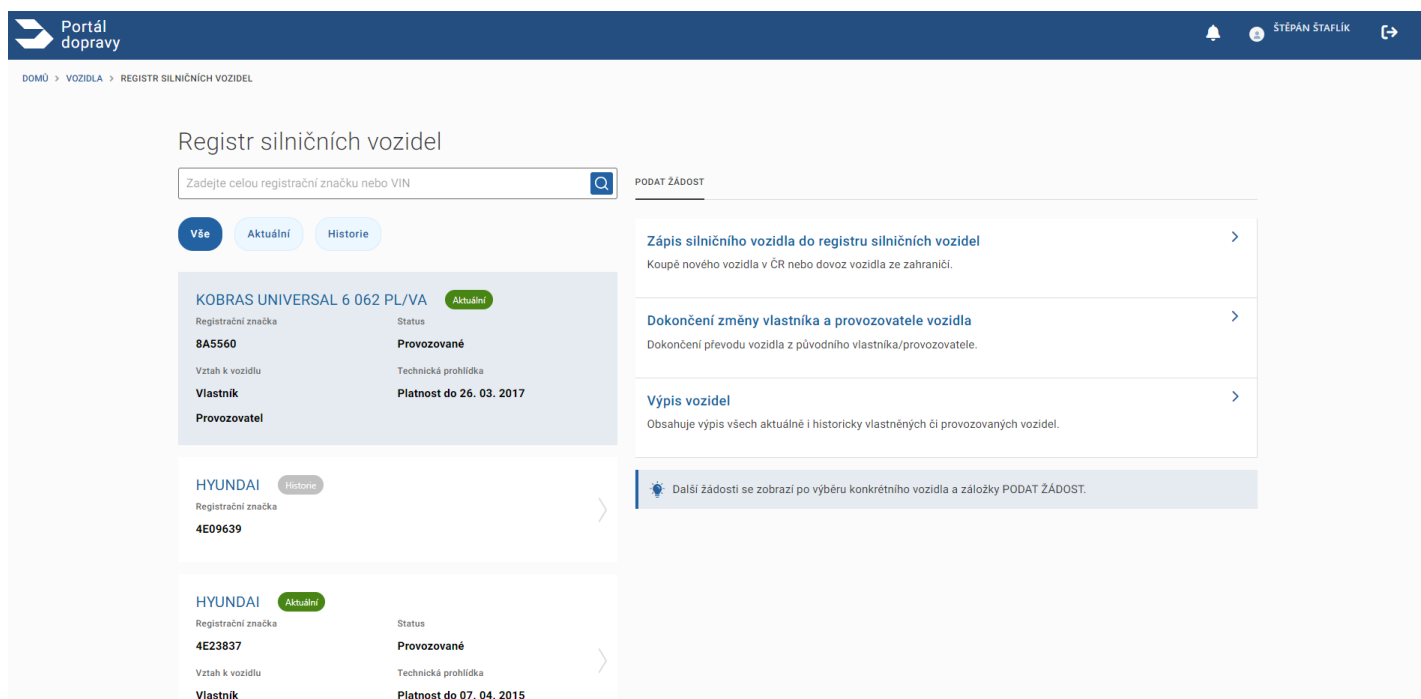 Portál
dopravy
ŠTĚPÁN ŠTAFLÍK
DOMŮ > VOZIDLA > REGISTR SILNIČNÍCH VOZIDEL
Registr silničních vozidel
Zadejte celou registrační značku nebo VIN
Vše
Aktuální
Historie
KOBRAS UNIVERSAL 6 062 PL/VA Aktuální
Registrační značka Status
8A5560 Provozované
Vztah k vozidlu Technická prohlídka
Vlastník Platnost do 26. 03. 2017
Provozovatel
HYUNDAI Historie
Registrační značka
4E09639
HYUNDAI Aktuální
Registrační značka Status
4E23837 Provozované
Vztah k vozidlu Technická prohlídka
Vlastník Platnost do 07. 04. 2015
PODAT ŽÁDOST
Zápis silničního vozidla do registru silničních vozidel
Koupě nového vozidla v ČR nebo dovoz vozidla ze zahraničí.
Dokončení změny vlastníka a provozovatele vozidla
Dokončení převodu vozidla z původního vlastníka/provozovatele.
Výpis vozidel
Obsahuje výpis všech aktuálně i historicky vlastněných či provozovaných vozidel.
Další žádosti se zobrazí po výběru konkrétního vozidla a záložky PODAT ŽÁDOST.